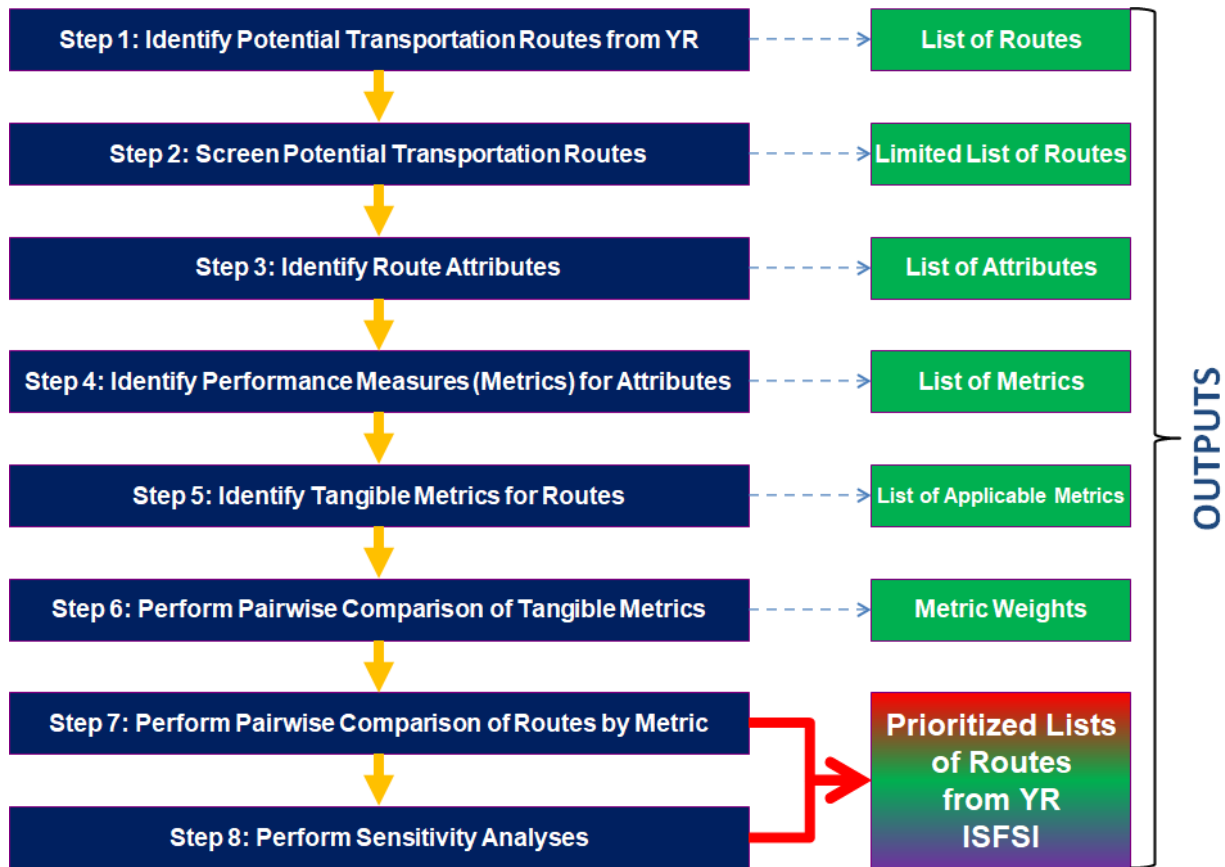 Step 1: Identify Potential Transportation Routes from YR
List of Routes
Step 2: Screen Potential Transportation Routes
Limited List of Routes
Step 3: Identify Route Attributes
List of Attributes
Step 4: Identify Performance Measures (Metrics) for Attributes
List of Metrics
Step 5: Identify Tangible Metrics for Routes
List of Applicable Metrics
Step 6: Perform Pairwise Comparison of Tangible Metrics
Metric Weights
Step 7: Perform Pairwise Comparison of Routes by Metric
Step 8: Perform Sensitivity Analyses
Prioritized Lists
of Routes
from YR
ISFSI
OUTPUTS